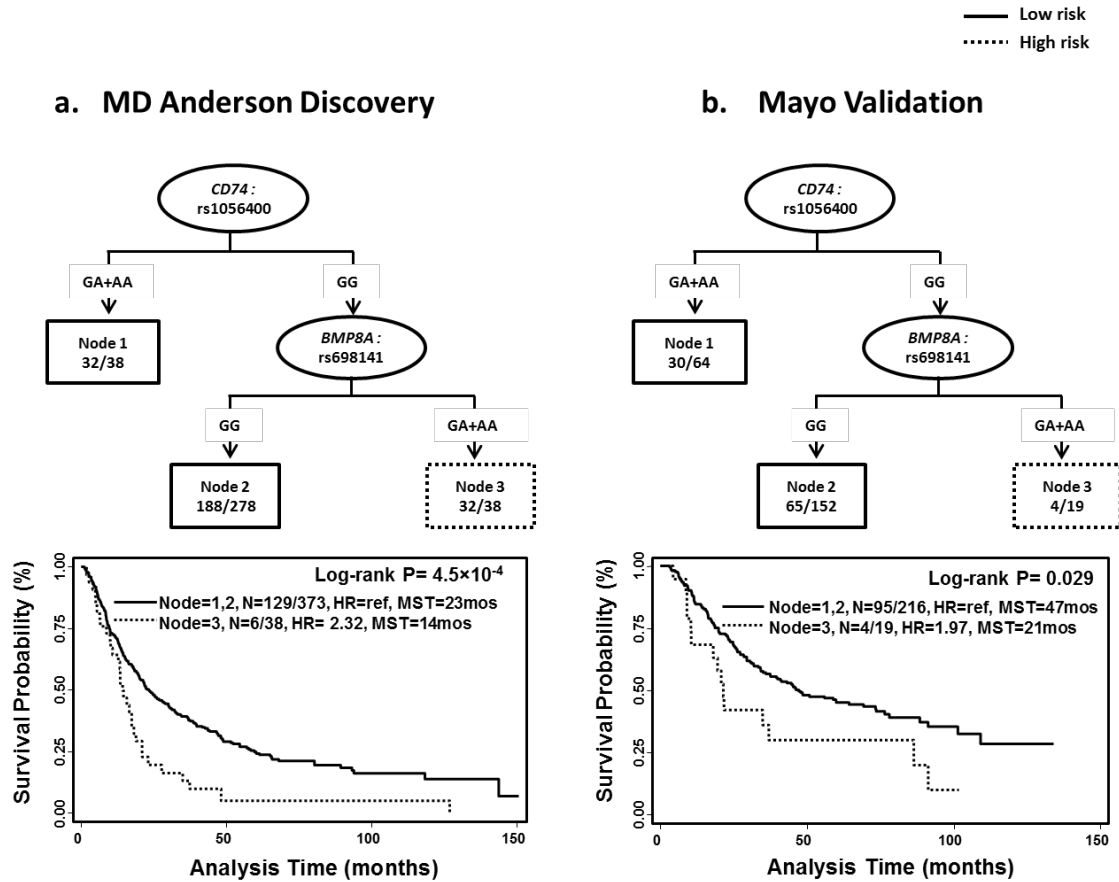 Low risk
High risk
a. MD Anderson Discovery
CD74 :
rs1056400
GA+AA
GG
Node 1
32/38
BMP8A :
rs698141
GG
GA+AA
Node 2
188/278
Node 3
32/38
Log-rank P= 4.5×10⁻⁴
Node=1,2, N=129/373, HR=ref, MST=23mos
Node=3, N=6/38, HR= 2.32, MST=14mos
Survival Probability (%)
1.00
0.75
0.50
0.25
0.00
0
50
100
150
Analysis Time (months)
b. Mayo Validation
CD74 :
rs1056400
GA+AA
GG
Node 1
30/64
BMP8A :
rs698141
GG
GA+AA
Node 2
65/152
Node 3
4/19
Log-rank P= 0.029
Node=1,2, N=95/216, HR=ref, MST=47mos
Node=3, N=4/19, HR=1.97, MST=21mos
Survival Probability (%)
1.00
0.75
0.50
0.25
0.00
0
50
100
150
Analysis Time (months)